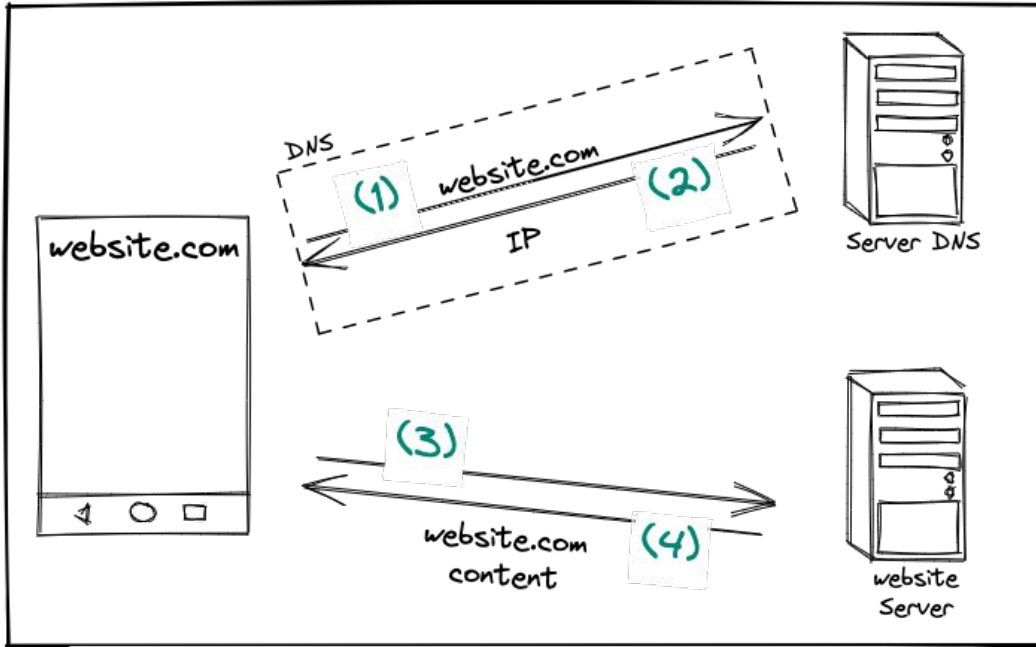 DNS
(1)
website.com
(2)
IP
Server DNS
website.com
(3)
website.com
content
(4)
website
Server